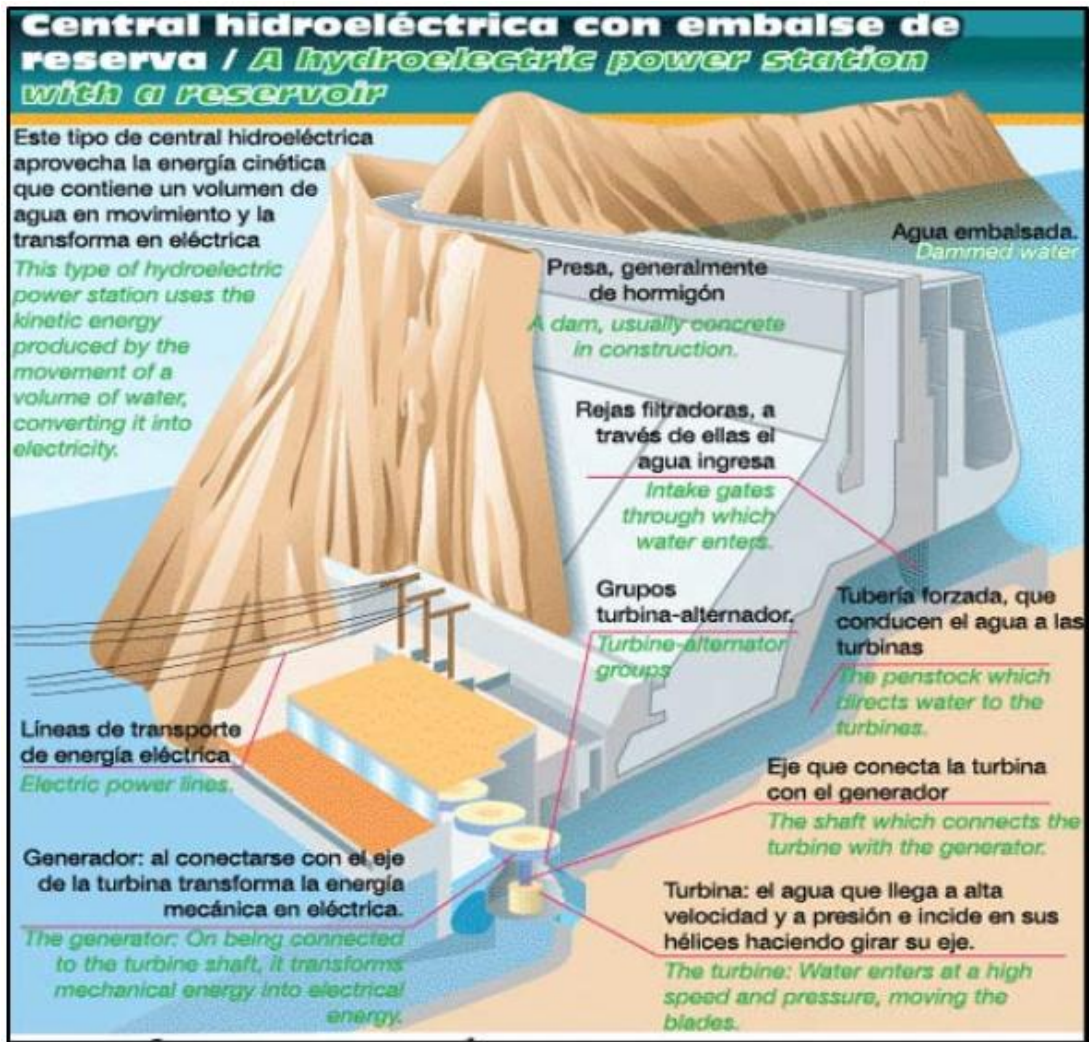 Central hidroeléctrica con embalse de
reserva / A hydroelectric power station
with a reservoir
Este tipo de central hidroeléctrica
aprovecha la energía cinética
que contiene un volumen de
agua en movimiento y la
transforma en eléctrica
This type of hydroelectric
power station uses the
kinetic energy
produced by the
movement of a
volume of water,
converting it into
electricity.
Agua embalsada.
Dammed water
Presa, generalmente
de hormigón
A dam, usually concrete
in construction.
Rejas filtradoras, a
través de ellas el
agua ingresa
Intake gates
through which
water enters.
Grupos
turbina-alternador.
Turbine-alternator
groups
Tubería forzada, que
conducen el agua a las
turbinas
The penstock which
directs water to the
turbines.
Líneas de transporte
de energía eléctrica
Electric power lines.
Eje que conecta la turbina
con el generador
The shaft which connects the
turbine with the generator.
Generador: al conectarse con el eje
de la turbina transforma la energía
mecánica en eléctrica.
The generator: On being connected
to the turbine shaft, it transforms
mechanical energy into electrical
energy.
Turbina: el agua que llega a alta
velocidad y a presión e incide en sus
hélices haciendo girar su eje.
The turbine: Water enters at a high
speed and pressure, moving the
blades.